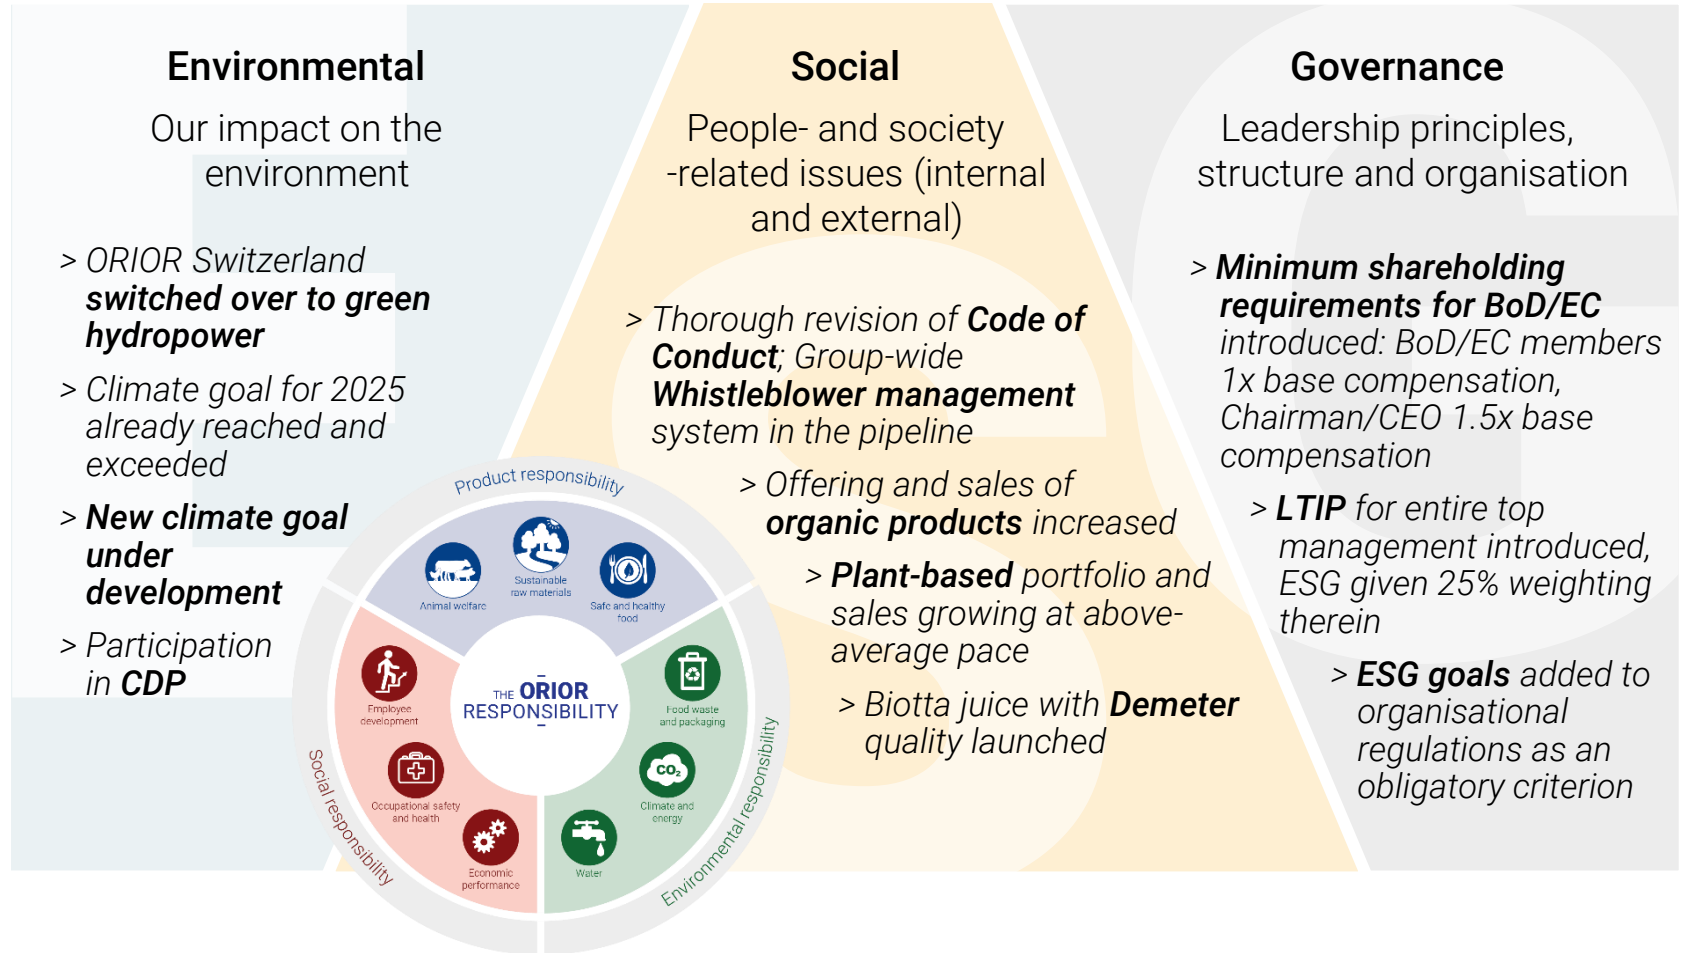 Environmental
Our impact on the
environment
> ORIOR Switzerland
switched over to green
hydropower
> Climate goal for 2025
already reached and
exceeded
> New climate goal
under
development
> Participation
in CDP
Social
People- and society
-related issues (internal
and external)
> Thorough revision of Code of
Conduct; Group-wide
Whistleblower management
system in the pipeline
> Offering and sales of
organic products increased
> Plant-based portfolio and
sales growing at above-
average pace
> Biotta juice with Demeter
quality launched
Governance
Leadership principles,
structure and organisation
> Minimum shareholding
requirements for BoD/EC
introduced: BoD/EC members
1x base compensation,
Chairman/CEO 1.5x base
compensation
> LTIP for entire top
management introduced,
ESG given 25% weighting
therein
> ESG goals added to
organisational
regulations as an
obligatory criterion
Product responsibility
Animal welfare
Sustainable
raw materials
Safe and healthy
food
THE ORIOR
RESPONSIBILITY
Social responsibility
Employee
development
Occupational safety
and health
Economic
performance
Environmental responsibility
Food waste
and packaging
CO₂
Climate and
energy
Water